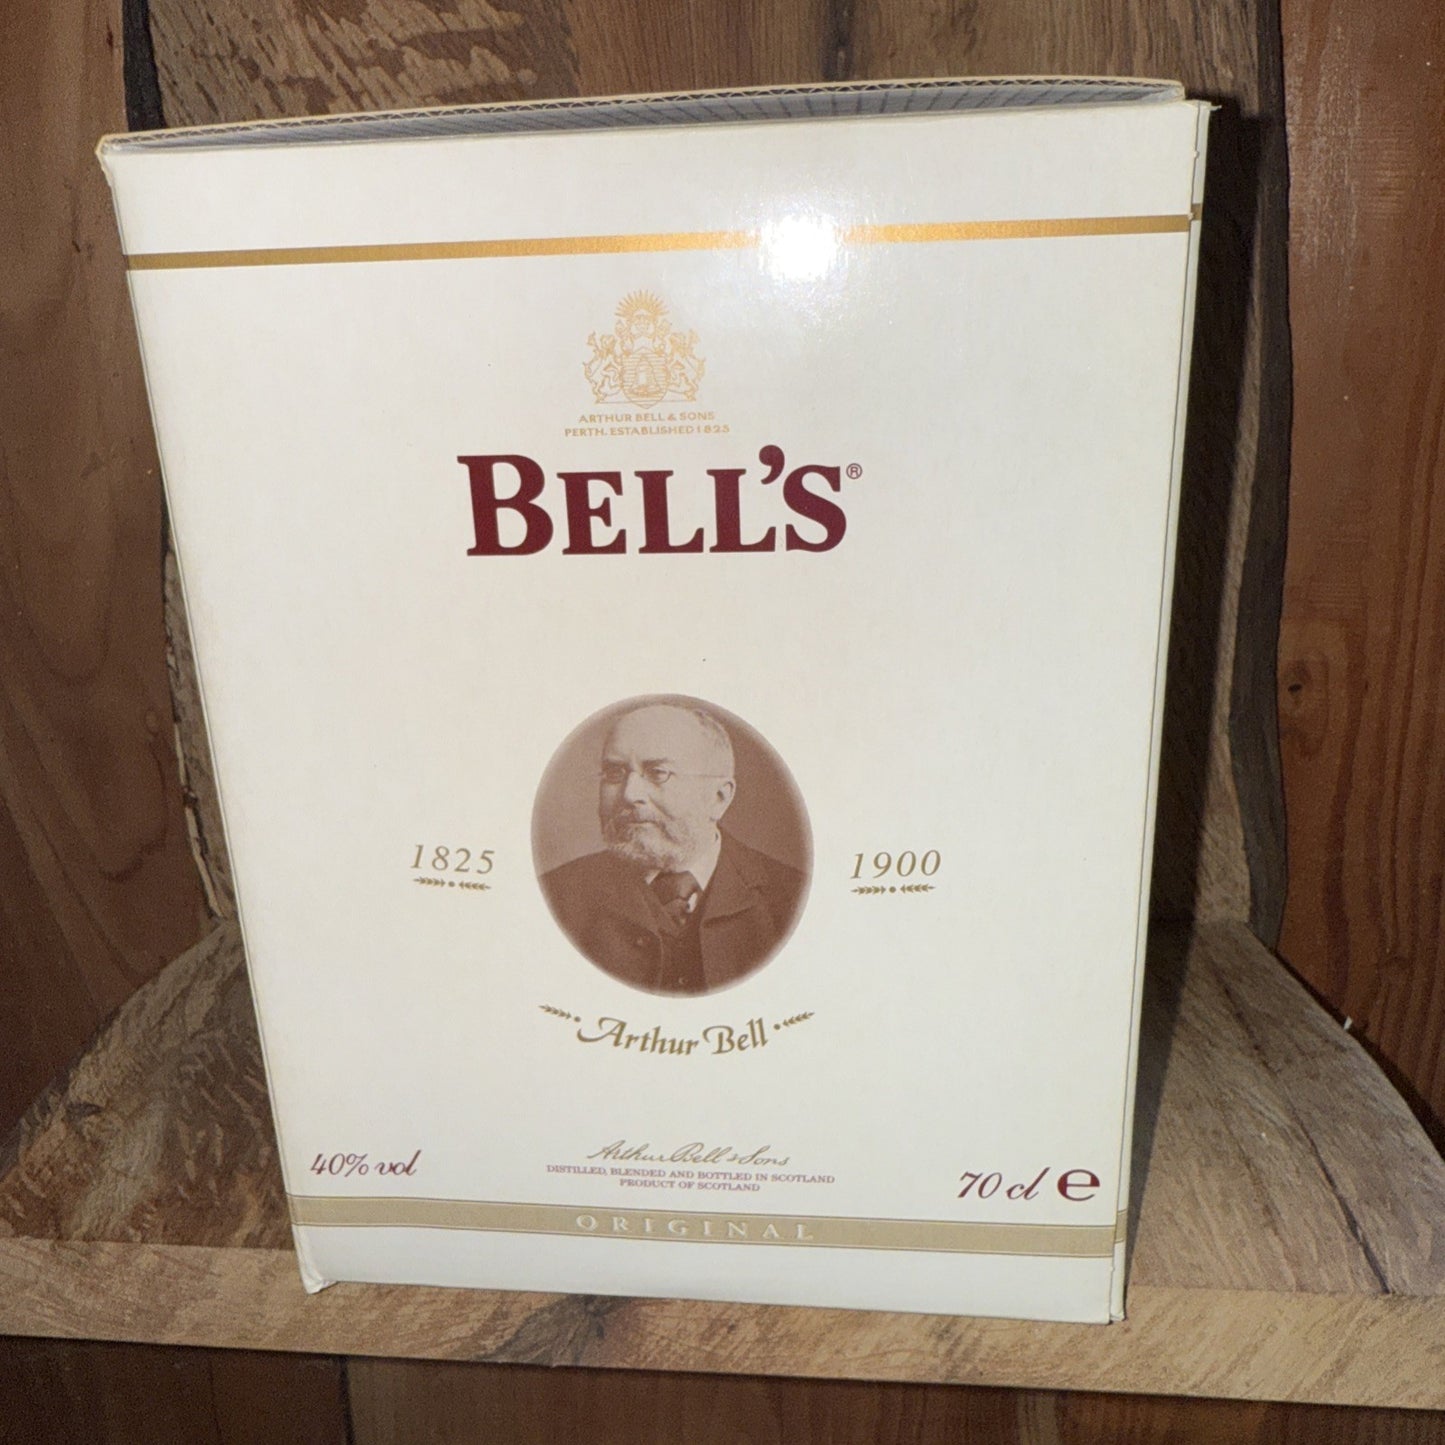 ARTHUR BELL & SONS
PERTH. ESTABLISHED 1825
BELL'S®
1825
1900
Arthur Bell
40% vol
Arthur Bell & Sons
DISTILLED, BLENDED AND BOTTLED IN SCOTLAND
PRODUCT OF SCOTLAND
70 cl e
ORIGINAL